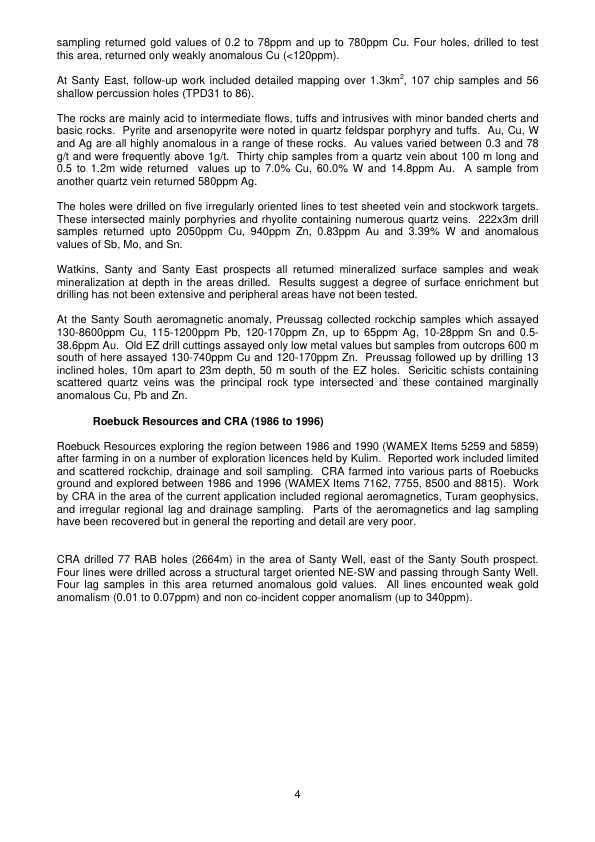 sampling returned gold values of 0.2 to 78ppm and up to 780ppm Cu. Four holes, drilled to test
this area, returned only weakly anomalous Cu (<120ppm).
At Santy East, follow-up work included detailed mapping over 1.3km², 107 chip samples and 56
shallow percussion holes (TPD31 to 86).
The rocks are mainly acid to intermediate flows, tuffs and intrusives with minor banded cherts and
basic rocks. Pyrite and arsenopyrite were noted in quartz feldspar porphyry and tuffs. Au, Cu, W
and Ag are all highly anomalous in a range of these rocks. Au values varied between 0.3 and 78
g/t and were frequently above 1g/t. Thirty chip samples from a quartz vein about 100 m long and
0.5 to 1.2m wide returned values up to 7.0% Cu, 60.0% W and 14.8ppm Au. A sample from
another quartz vein returned 580ppm Ag.
The holes were drilled on five irregularly oriented lines to test sheeted vein and stockwork targets.
These intersected mainly porphyries and rhyolite containing numerous quartz veins. 222x3m drill
samples returned upto 2050ppm Cu, 940ppm Zn, 0.83ppm Au and 3.39% W and anomalous
values of Sb, Mo, and Sn.
Watkins, Santy and Santy East prospects all returned mineralized surface samples and weak
mineralization at depth in the areas drilled. Results suggest a degree of surface enrichment but
drilling has not been extensive and peripheral areas have not been tested.
At the Santy South aeromagnetic anomaly, Preussag collected rockchip samples which assayed
130-8600ppm Cu, 115-1200ppm Pb, 120-170ppm Zn, up to 65ppm Ag, 10-28ppm Sn and 0.5-
38.6ppm Au. Old EZ drill cuttings assayed only low metal values but samples from outcrops 600 m
south of here assayed 130-740ppm Cu and 120-170ppm Zn. Preussag followed up by drilling 13
inclined holes, 10m apart to 23m depth, 50 m south of the EZ holes. Sericitic schists containing
scattered quartz veins was the principal rock type intersected and these contained marginally
anomalous Cu, Pb and Zn.
Roebuck Resources and CRA (1986 to 1996)
Roebuck Resources exploring the region between 1986 and 1990 (WAMEX Items 5259 and 5859)
after farming in on a number of exploration licences held by Kulim. Reported work included limited
and scattered rockchip, drainage and soil sampling. CRA farmed into various parts of Roebucks
ground and explored between 1986 and 1996 (WAMEX Items 7162, 7755, 8500 and 8815). Work
by CRA in the area of the current application included regional aeromagnetics, Turam geophysics,
and irregular regional lag and drainage sampling. Parts of the aeromagnetics and lag sampling
have been recovered but in general the reporting and detail are very poor.
CRA drilled 77 RAB holes (2664m) in the area of Santy Well, east of the Santy South prospect.
Four lines were drilled across a structural target oriented NE-SW and passing through Santy Well.
Four lag samples in this area returned anomalous gold values. All lines encountered weak gold
anomalism (0.01 to 0.07ppm) and non co-incident copper anomalism (up to 340ppm).
4